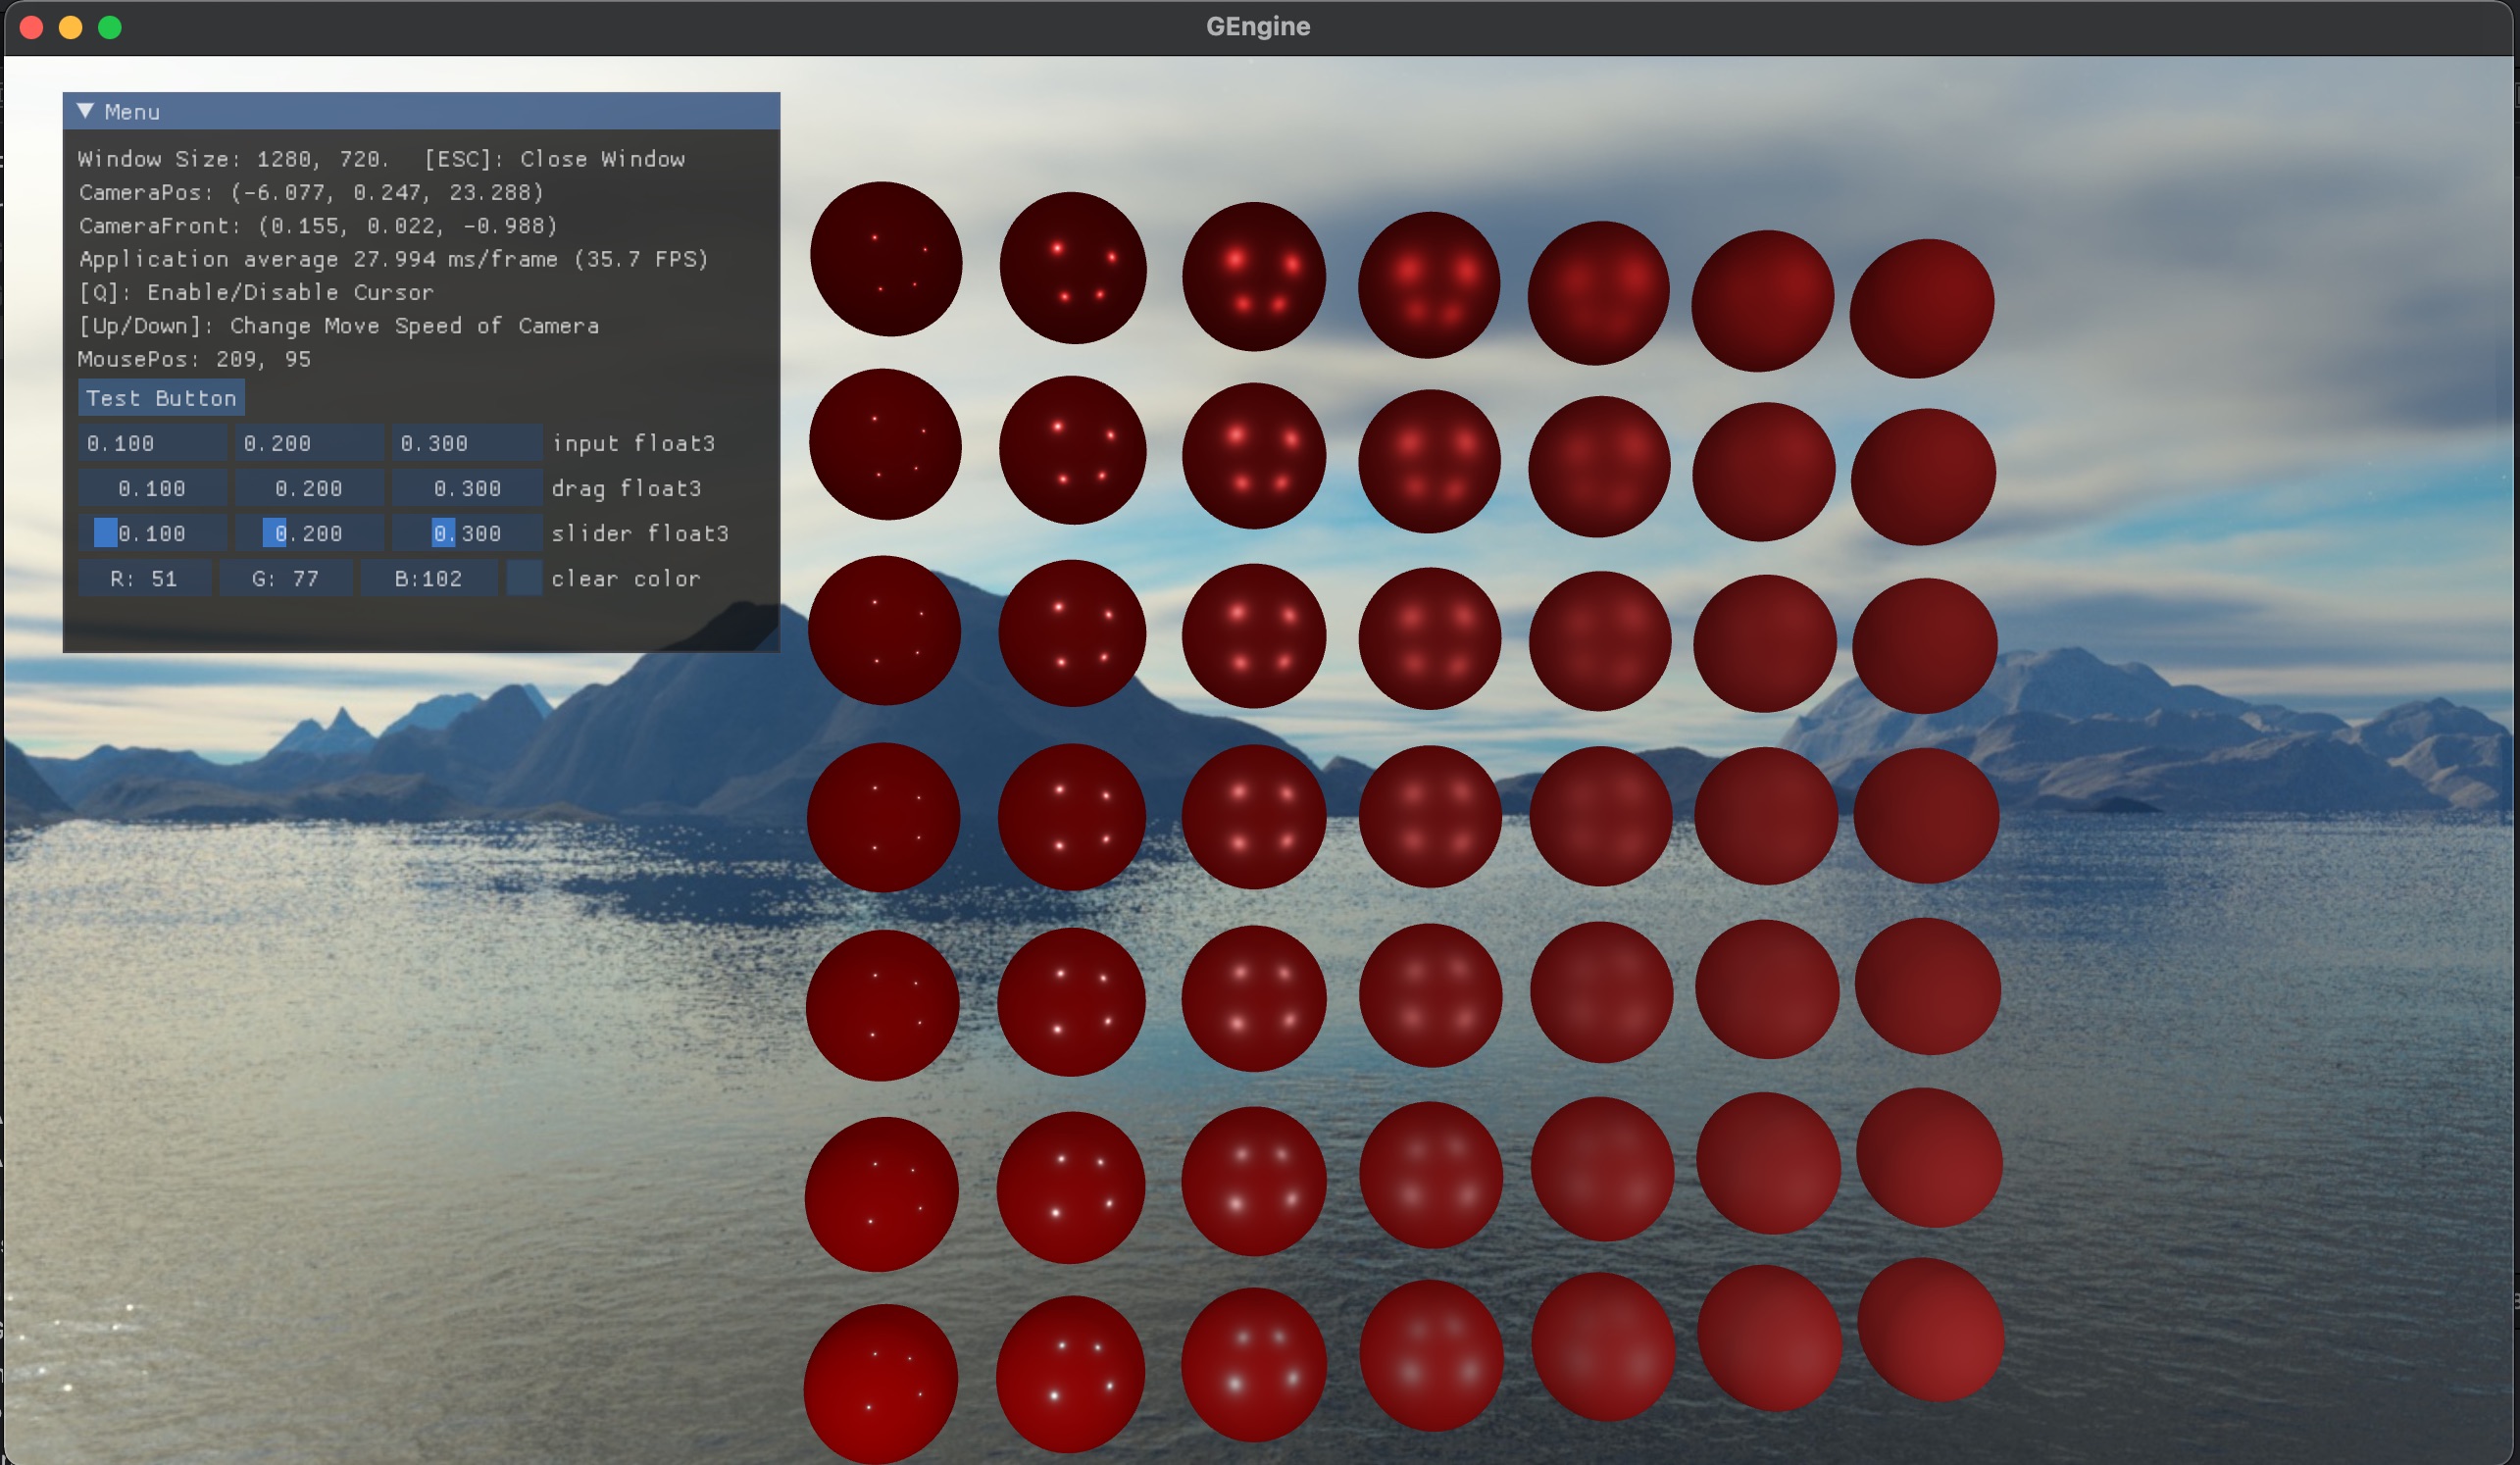 GEngine
Menu
Window Size: 1280, 720.  [ESC]: Close Window
CameraPos: (-6.077, 0.247, 23.288)
CameraFront: (0.155, 0.022, -0.988)
Application average 27.994 ms/frame (35.7 FPS)
[Q]: Enable/Disable Cursor
[Up/Down]: Change Move Speed of Camera
MousePos: 209, 95
Test Button
0.100 0.200 0.300 input float3
0.100 0.200 0.300 drag float3
0.100 0.200 0.300 slider float3
R: 51 G: 77 B:102 clear color